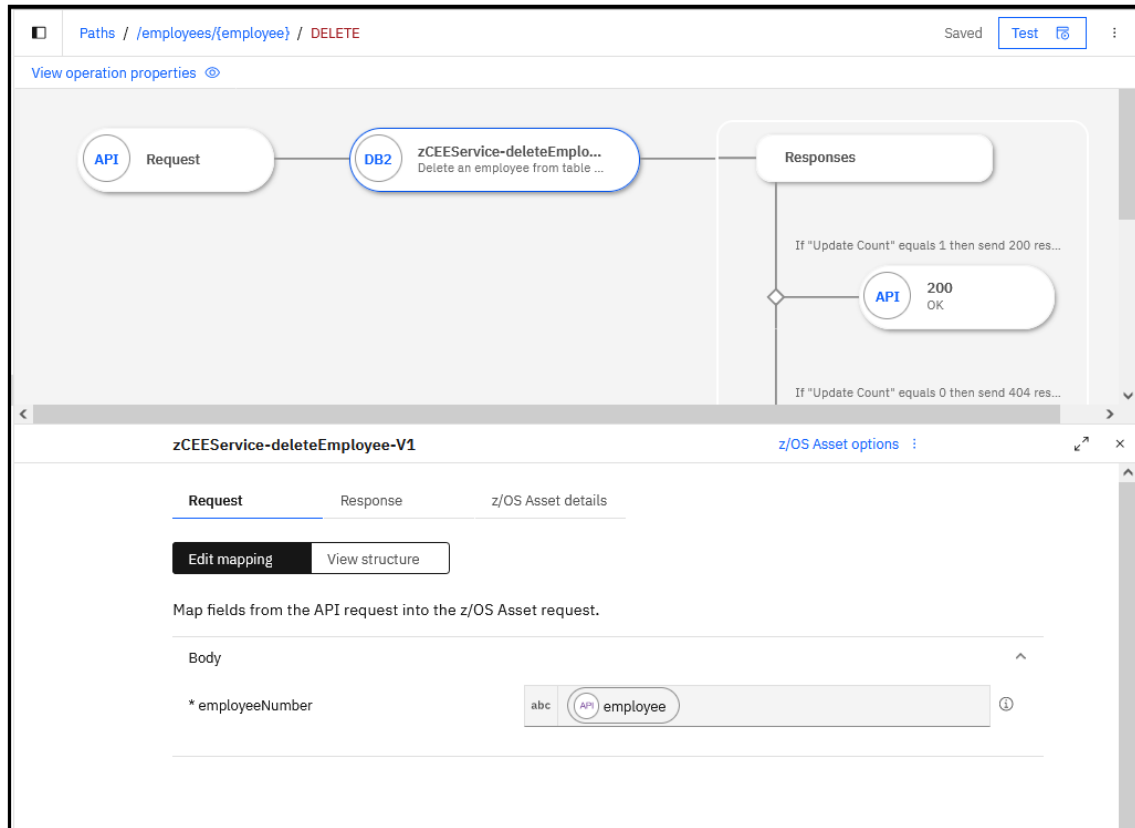 Paths / /employees/{employee} / DELETE Saved Test
View operation properties
API Request
DB2 zCEEService-deleteEmplo...
Delete an employee from table ...
Responses
If "Update Count" equals 1 then send 200 res...
API 200
OK
If "Update Count" equals 0 then send 404 res...
zCEEService-deleteEmployee-V1 z/OS Asset options
Request Response z/OS Asset details
Edit mapping View structure
Map fields from the API request into the z/OS Asset request.
Body
* employeeNumber abc API employee